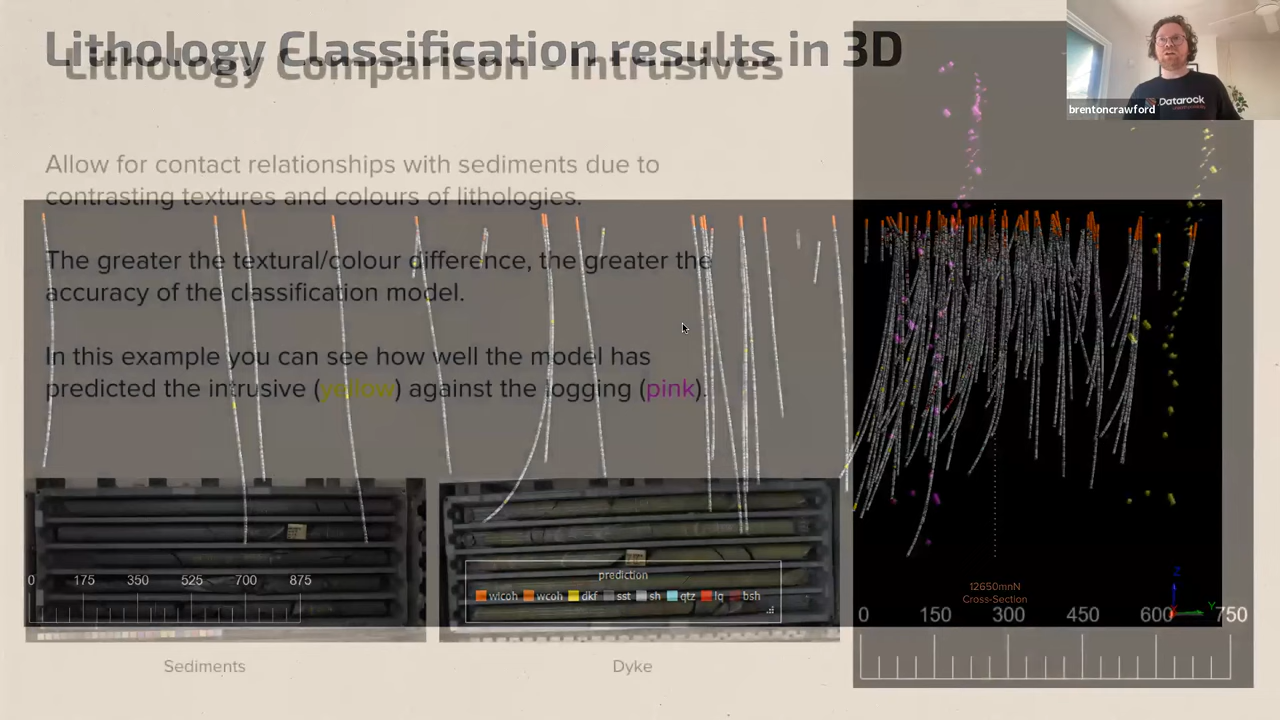 Lithology Classification results in 3D
Lithology Comparison - Intrusives
brentoncrawford
Datarock
Allow for contact relationships with sediments due to
contrasting textures and colours of lithologies.
The greater the textural/colour difference, the greater the
accuracy of the classification model.
In this example you can see how well the model has
predicted the intrusive (yellow) against the logging (pink).
0 175 350 525 700 875
prediction
wlcoh wcoh dkf sst sh qtz lq bsh
Sediments
Dyke
12650mnN
Cross-Section
Z
Y
0 150 300 450 600 750